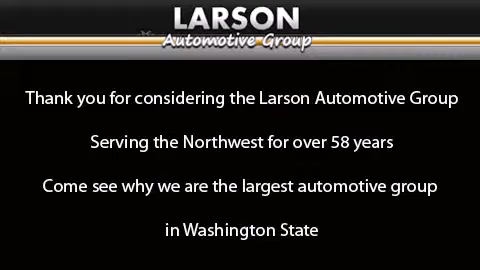 LARSON
Automotive Group
Thank you for considering the Larson Automotive Group
Serving the Northwest for over 58 years
Come see why we are the largest automotive group
in Washington State